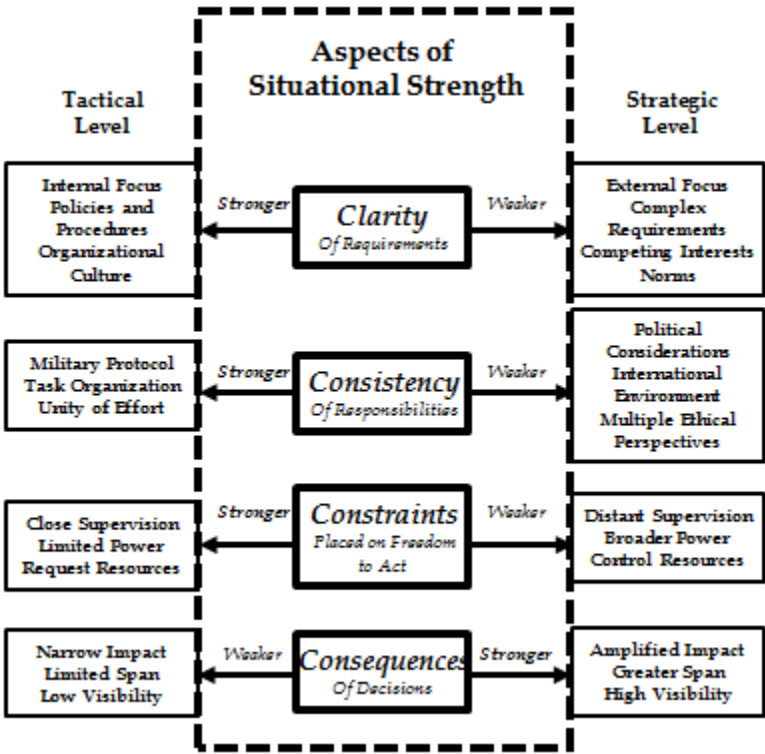 Aspects of
Situational Strength
Tactical
Level
Strategic
Level
Internal Focus
Policies and
Procedures
Organizational
Culture
Stronger
Clarity
Of Requirements
Weaker
External Focus
Complex
Requirements
Competing Interests
Norms
Military Protocol
Task Organization
Unity of Effort
Stronger
Consistency
Of Responsibilities
Weaker
Political
Considerations
International
Environment
Multiple Ethical
Perspectives
Close Supervision
Limited Power
Request Resources
Stronger
Constraints
Placed on Freedom
to Act
Weaker
Distant Supervision
Broader Power
Control Resources
Narrow Impact
Limited Span
Low Visibility
Weaker
Consequences
Of Decisions
Stronger
Amplified Impact
Greater Span
High Visibility